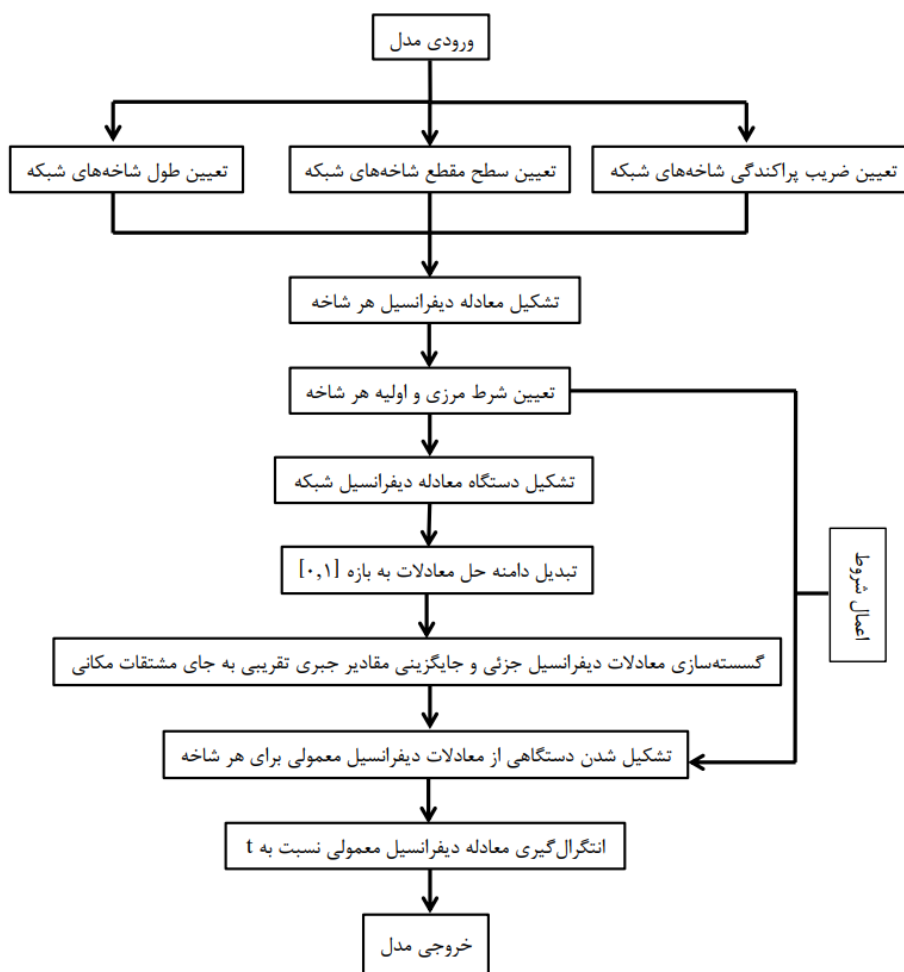 ورودی مدل
تعیین ضریب پراکندگی شاخه‌های شبکه
تعیین سطح مقطع شاخه‌های شبکه
تعیین طول شاخه‌های شبکه
تشکیل معادله دیفرانسیل هر شاخه
تعیین شرط مرزی و اولیه هر شاخه
تشکیل دستگاه معادله دیفرانسیل شبکه
تبدیل دامنه حل معادلات به بازه [۰,۱]
اعمال شروط
گسسته‌سازی معادلات دیفرانسیل جزئی و جایگزینی مقادیر جبری تقریبی به جای مشتقات مکانی
تشکیل شدن دستگاهی از معادلات دیفرانسیل معمولی برای هر شاخه
انتگرال‌گیری معادله دیفرانسیل معمولی نسبت به t
خروجی مدل